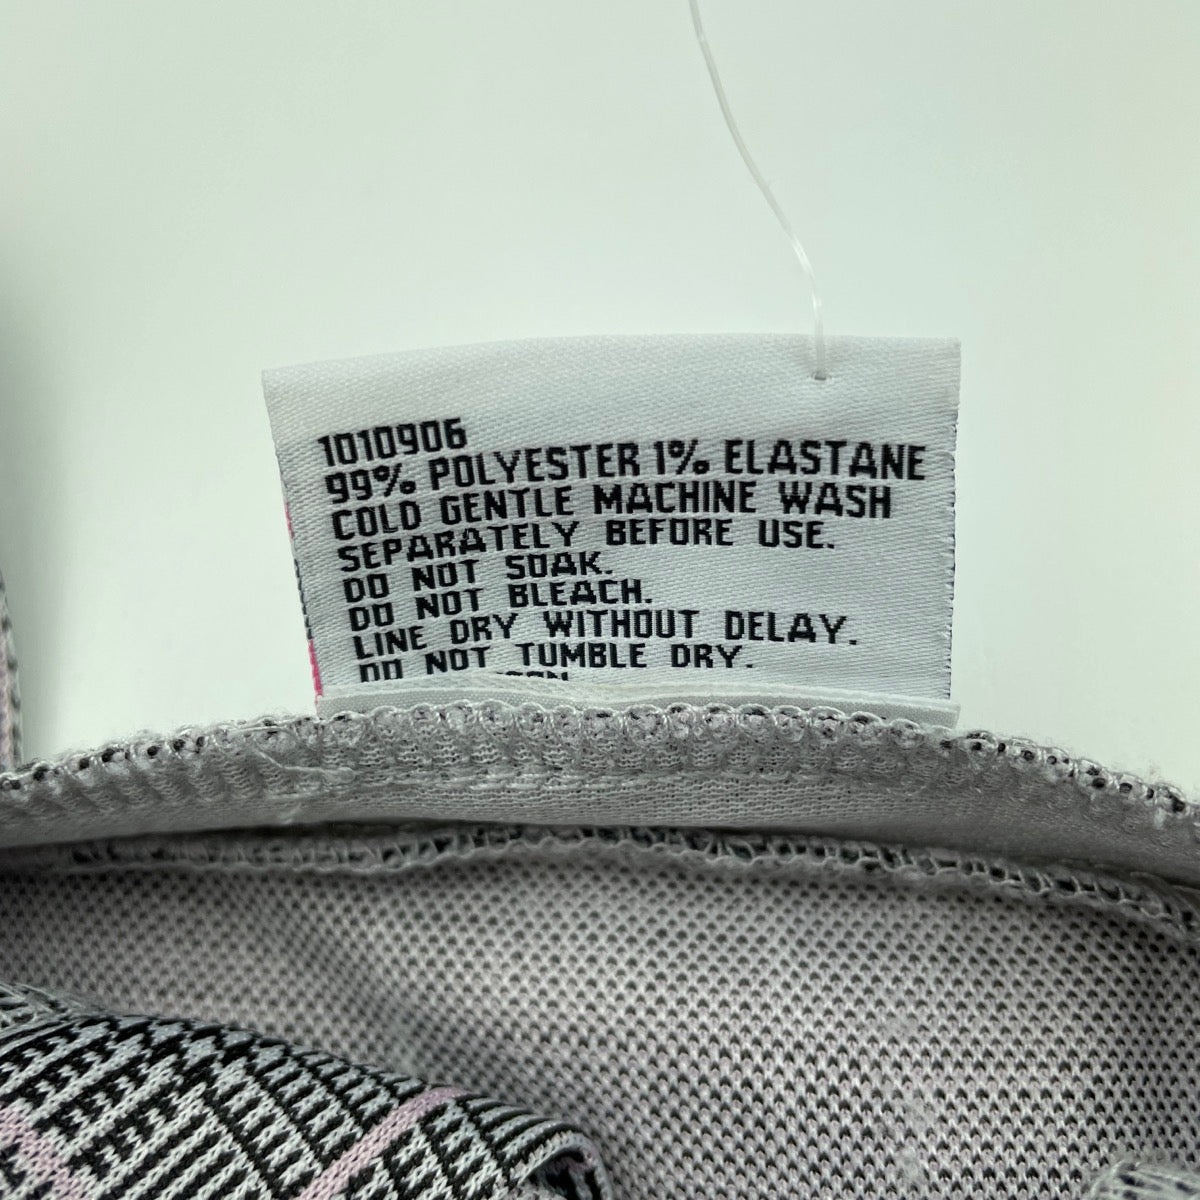 1010906
99% POLYESTER 1% ELASTANE
COLD GENTLE MACHINE WASH
SEPARATELY BEFORE USE.
DO NOT SOAK.
DO NOT BLEACH.
LINE DRY WITHOUT DELAY.
DO NOT TUMBLE DRY.